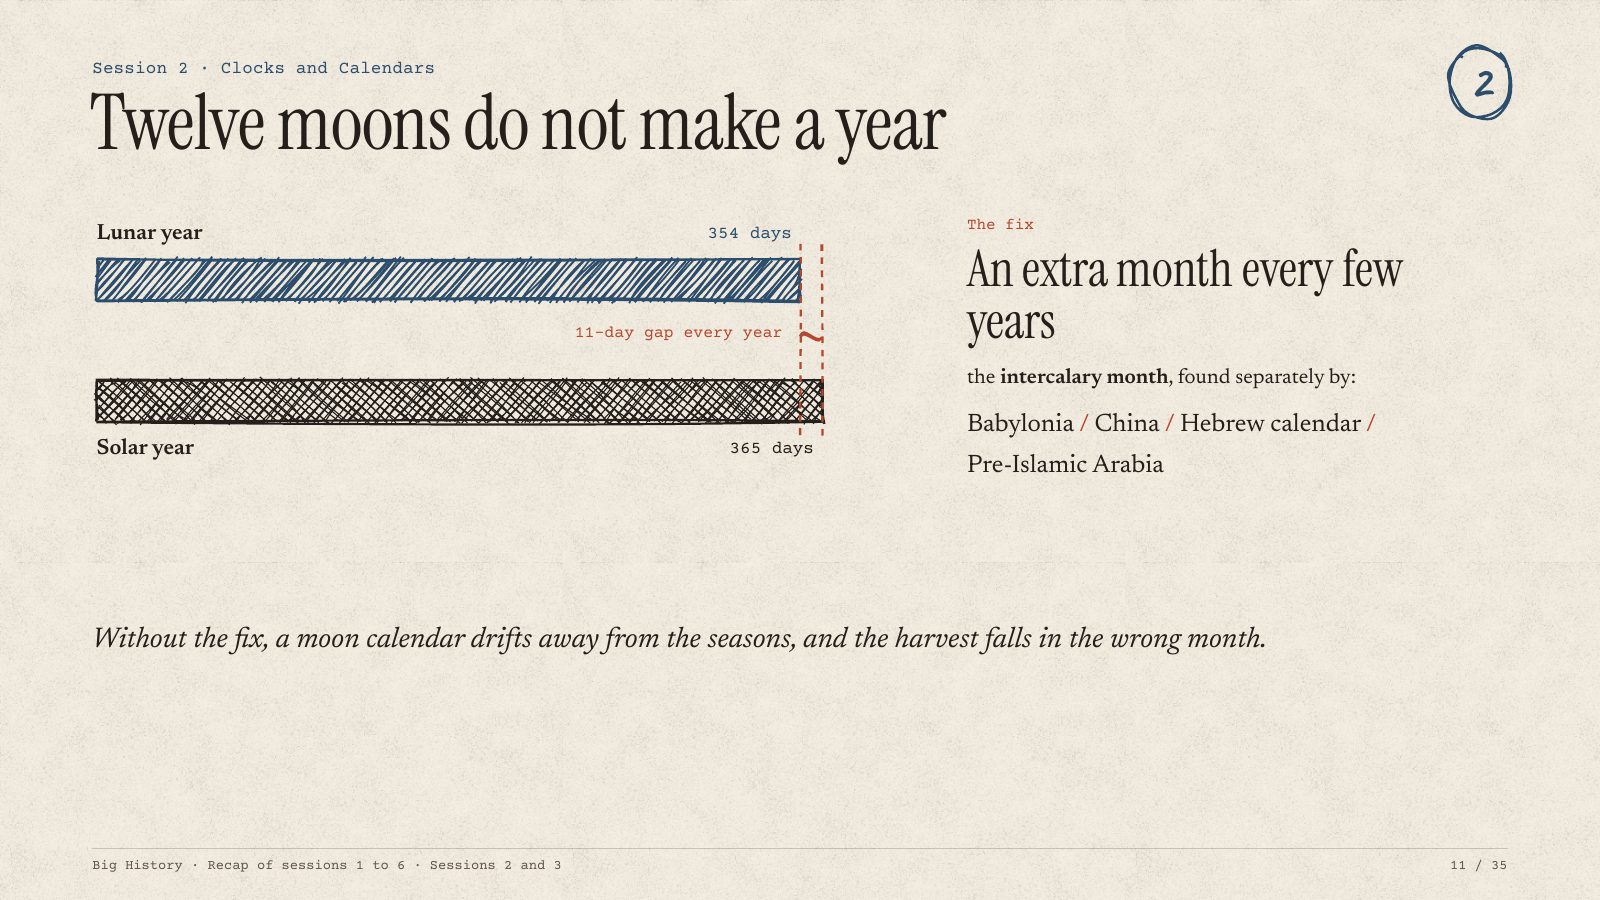 Session 2 · Clocks and Calendars
2
Twelve moons do not make a year
Lunar year
354 days
11-day gap every year
Solar year
365 days
The fix
An extra month every few
years
the intercalary month, found separately by:
Babylonia / China / Hebrew calendar /
Pre-Islamic Arabia
Without the fix, a moon calendar drifts away from the seasons, and the harvest falls in the wrong month.
Big History · Recap of sessions 1 to 6 · Sessions 2 and 3
11 / 35